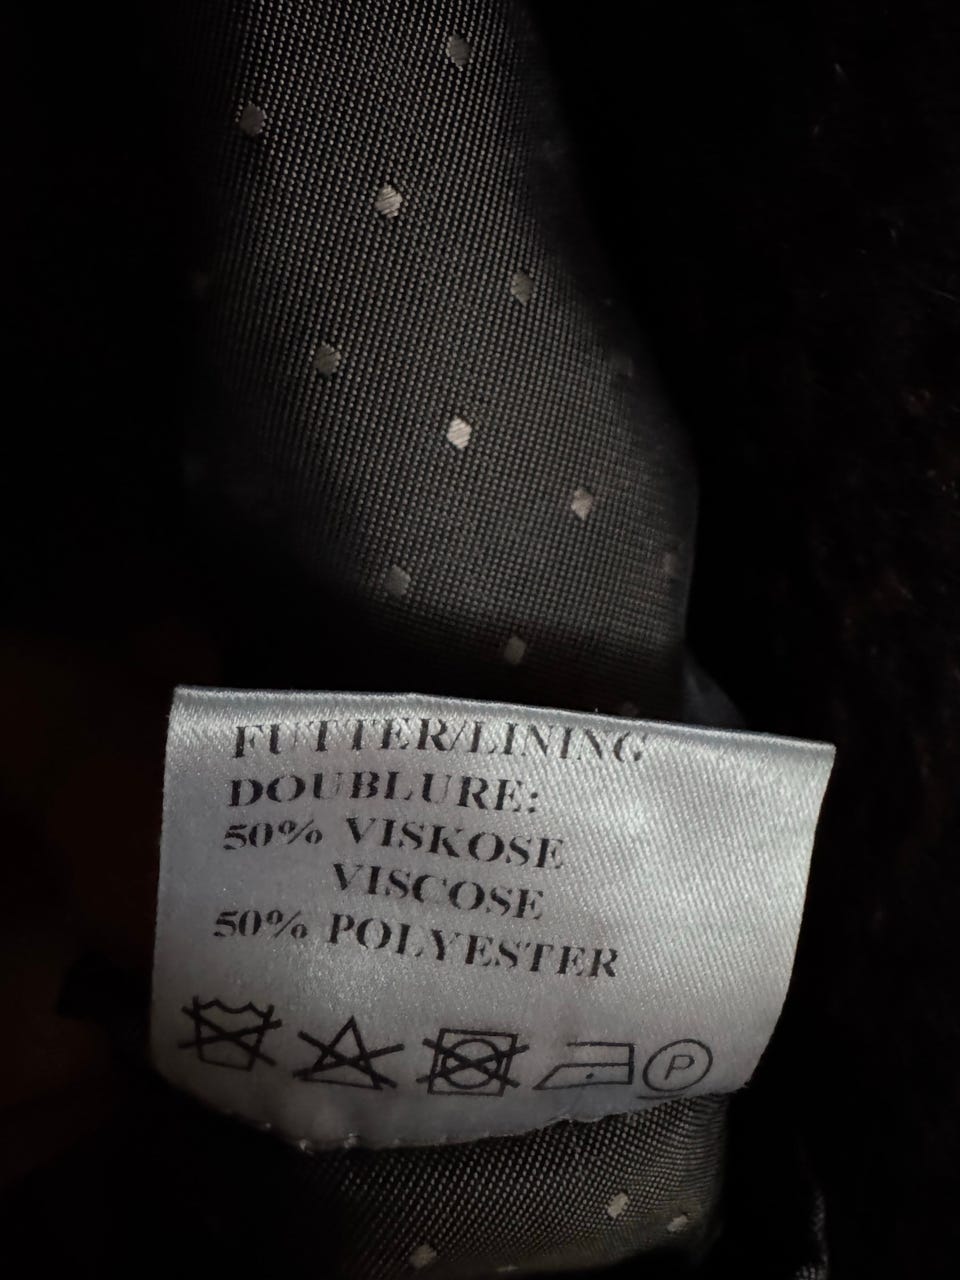 FUTTER/LINING
DOUBLURE:
50% VISKOSE
VISCOSE
50% POLYESTER
P